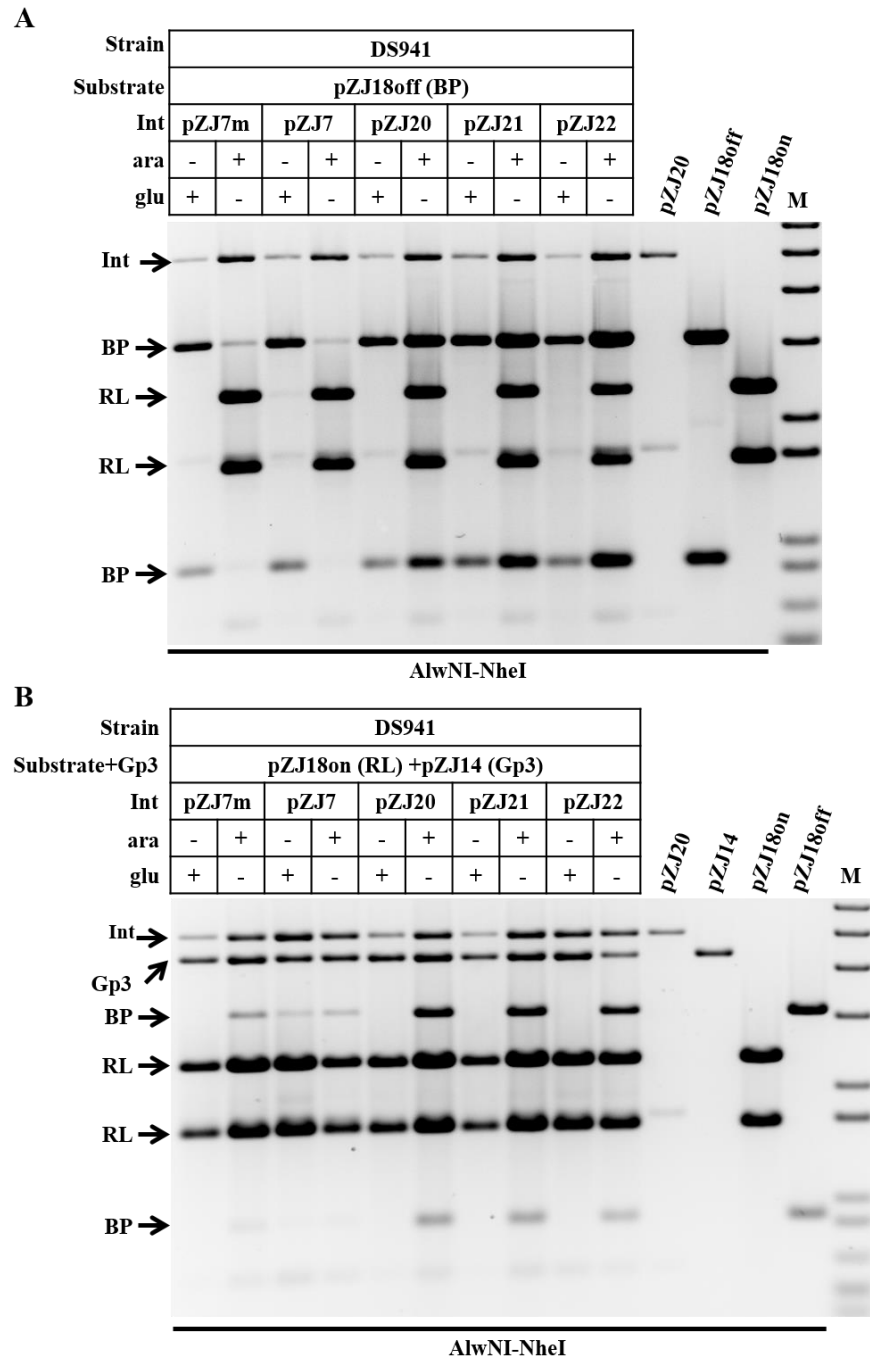 A
Strain DS941
Substrate pZJ18off (BP)
Int pZJ7m pZJ7 pZJ20 pZJ21 pZJ22
ara - + - + - + - + - +
glu + - + - + - + - + -
pZJ20 pZJ18off pZJ18on M
Int
BP
RL
RL
BP
AlwNI-NheI
B
Strain DS941
Substrate+Gp3 pZJ18on (RL) +pZJ14 (Gp3)
Int pZJ7m pZJ7 pZJ20 pZJ21 pZJ22
ara - + - + - + - + - +
glu + - + - + - + - + -
pZJ20 pZJ14 pZJ18on pZJ18off M
Int
Gp3
BP
RL
RL
BP
AlwNI-NheI